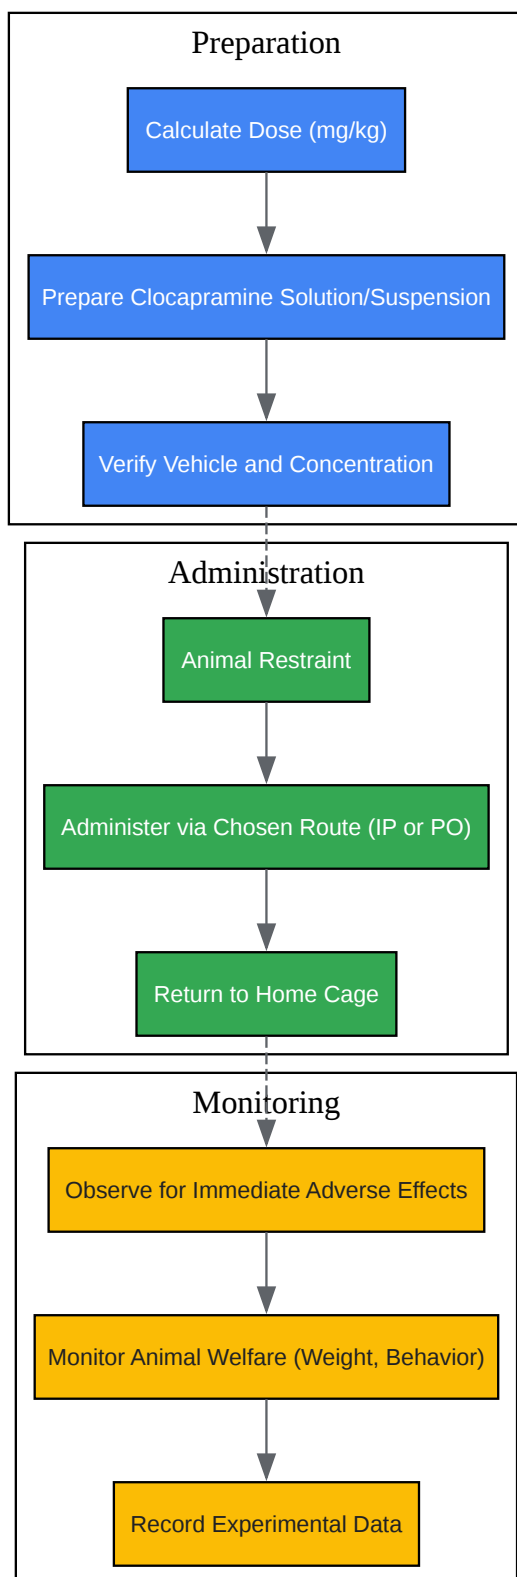 Preparation
Calculate Dose (mg/kg)
Prepare Clocapramine Solution/Suspension
Verify Vehicle and Concentration
Administration
Animal Restraint
Administer via Chosen Route (IP or PO)
Return to Home Cage
Monitoring
Observe for Immediate Adverse Effects
Monitor Animal Welfare (Weight, Behavior)
Record Experimental Data